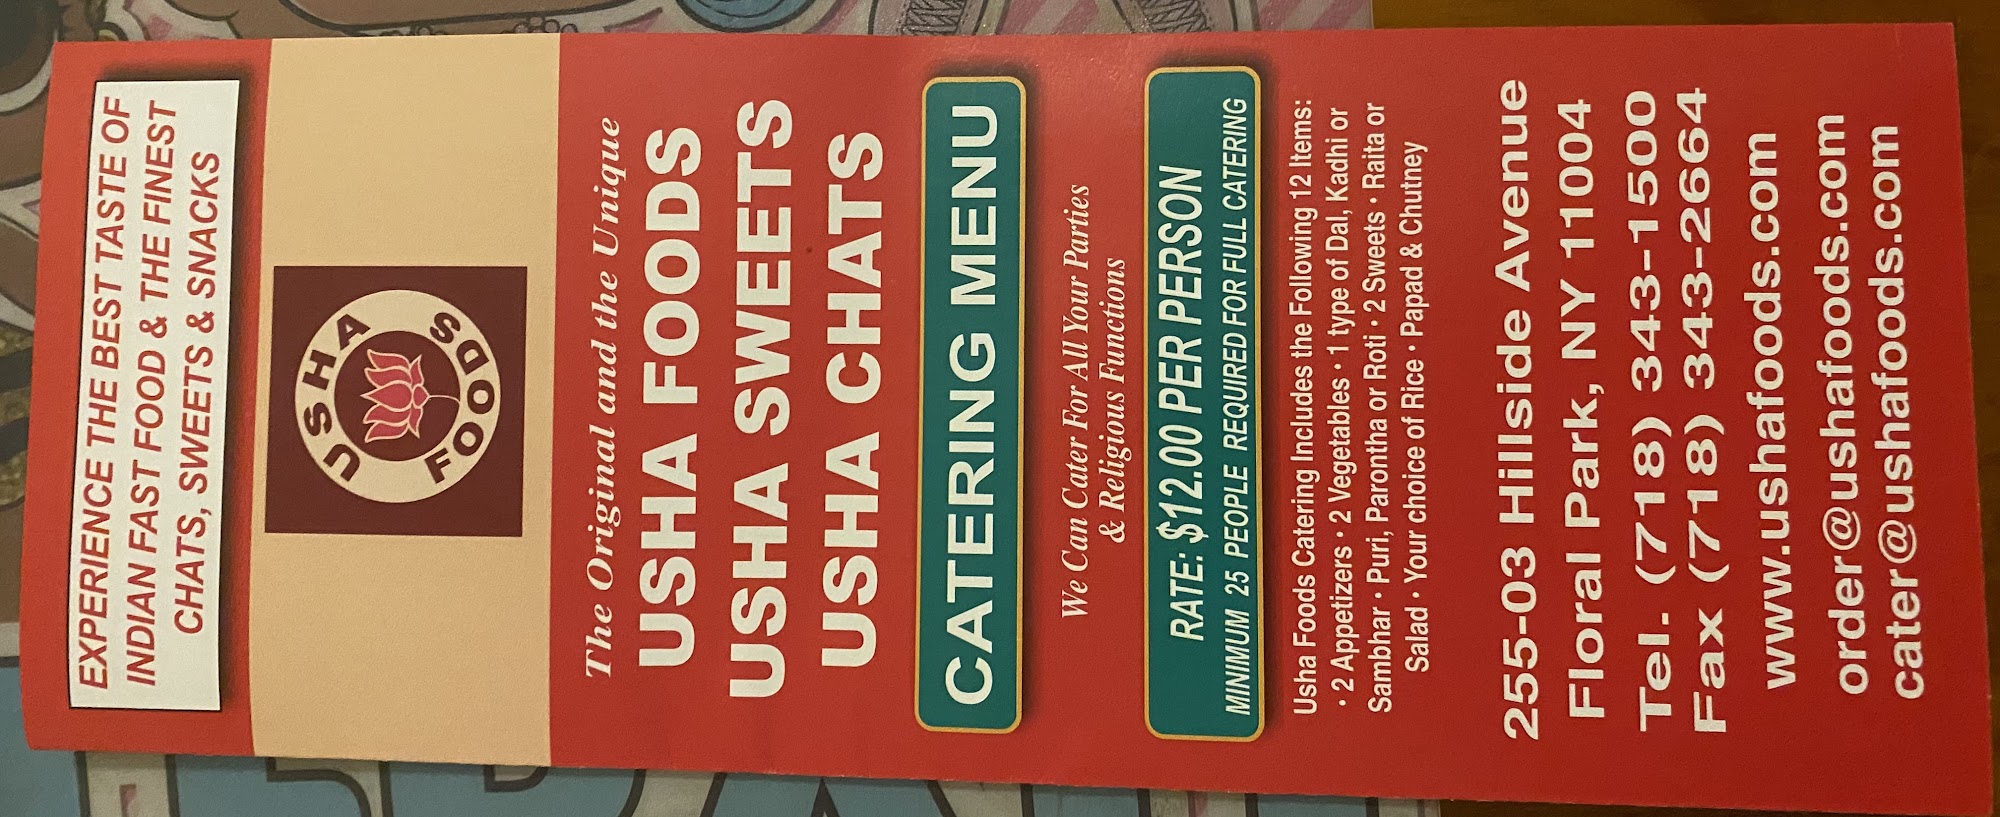 EXPERIENCE THE BEST TASTE OF
INDIAN FAST FOOD & THE FINEST
CHATS, SWEETS & SNACKS
USHA
FOODS
The Original and the Unique
USHA FOODS
USHA SWEETS
USHA CHATS
CATERING MENU
We Can Cater For All Your Parties
& Religious Functions
RATE: $12.00 PER PERSON
MINIMUM 25 PEOPLE REQUIRED FOR FULL CATERING
Usha Foods Catering Includes the Following 12 Items:
• 2 Appetizers • 2 Vegetables • 1 type of Dal, Kadhi or
Sambhar • Puri, Parontha or Roti • 2 Sweets • Raita or
Salad • Your choice of Rice • Papad & Chutney
255-03 Hillside Avenue
Floral Park, NY 11004
Tel. (718) 343-1500
Fax (718) 343-2664
www.ushafoods.com
order@ushafoods.com
cater@ushafoods.com